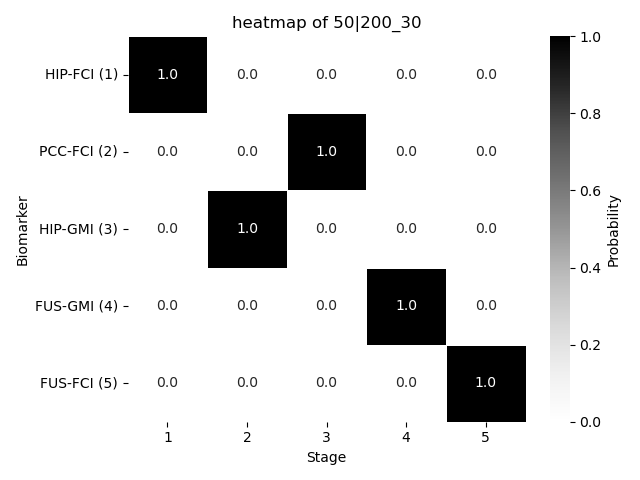 heatmap of 50|200_30
HIP-FCI (1) 1.0 0.0 0.0 0.0 0.0
PCC-FCI (2) 0.0 0.0 1.0 0.0 0.0
HIP-GMI (3) 0.0 1.0 0.0 0.0 0.0
FUS-GMI (4) 0.0 0.0 0.0 1.0 0.0
FUS-FCI (5) 0.0 0.0 0.0 0.0 1.0
1 2 3 4 5
Stage
Biomarker
1.0
0.8
0.6
0.4
0.2
0.0
Probability